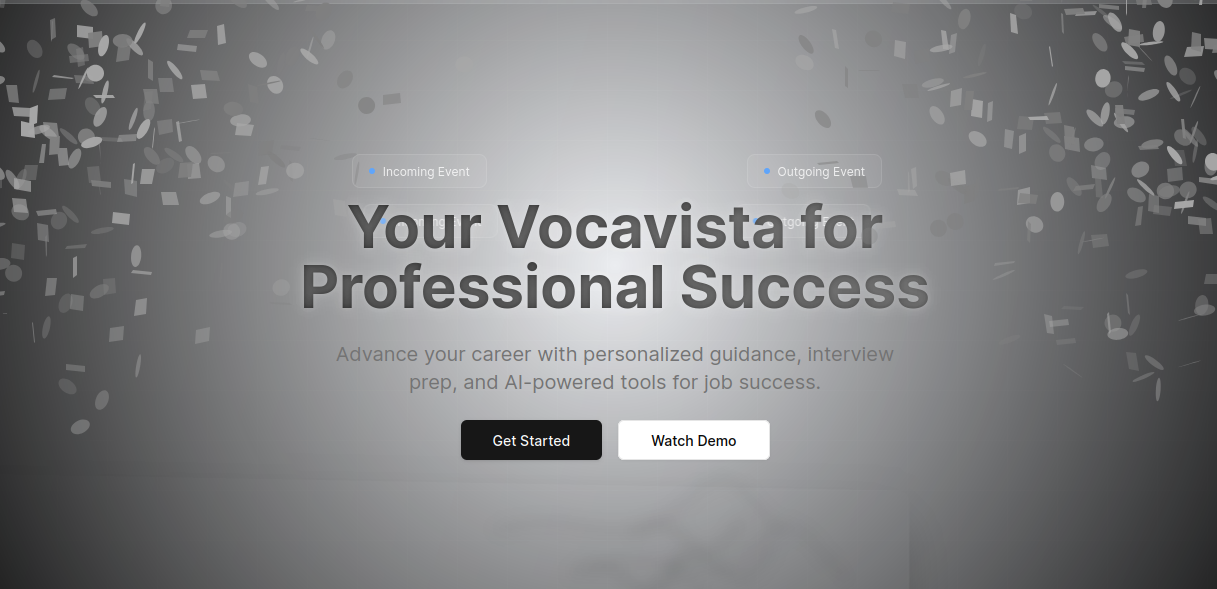 Incoming Event
Outgoing Event
Your Vocavista for
Professional Success
Advance your career with personalized guidance, interview
prep, and AI-powered tools for job success.
Get Started
Watch Demo